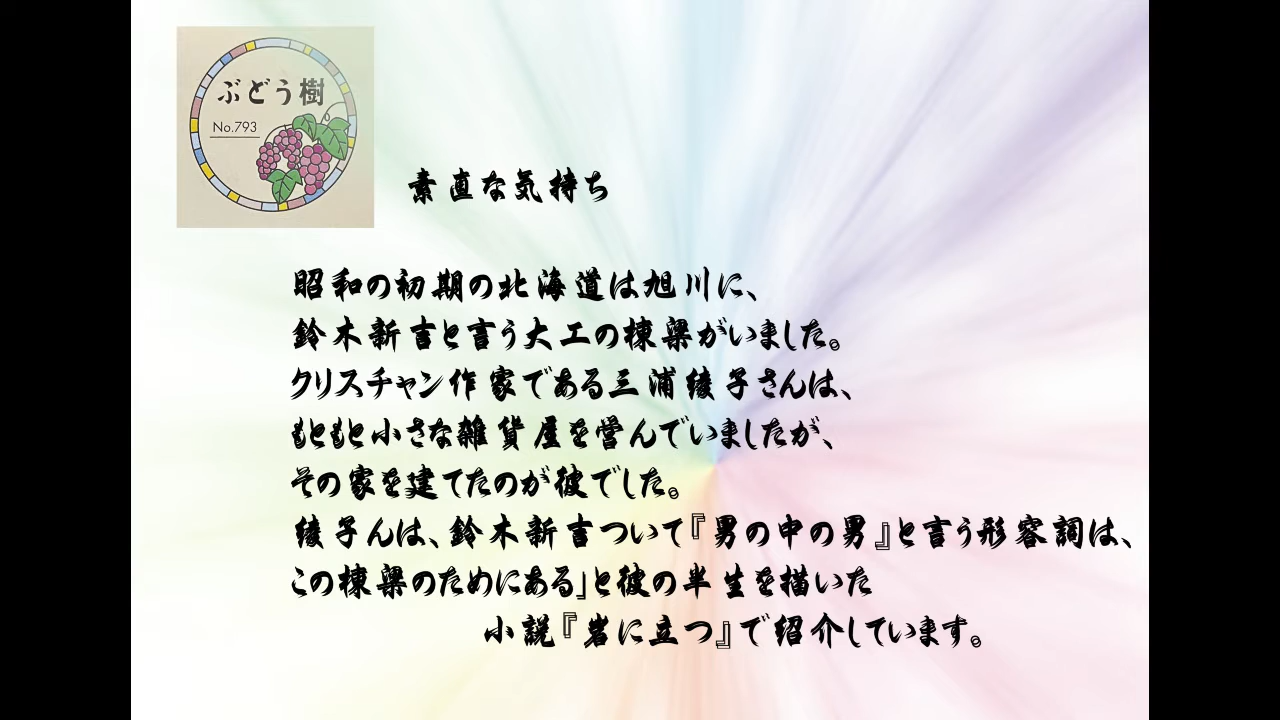 ぶどう樹
No.793
素直な気持ち
昭和の初期の北海道は旭川に、
鈴木新吉と言う大工の棟梁がいました。
クリスチャン作家である三浦綾子さんは、
もともと小さな雑貨屋を営んでいましたが、
その家を建てたのが彼でした。
綾子んは、鈴木新吉ついて『男の中の男』と言う形容詞は、
この棟梁のためにある」と彼の半生を描いた
小説『岩に立つ』で紹介しています。